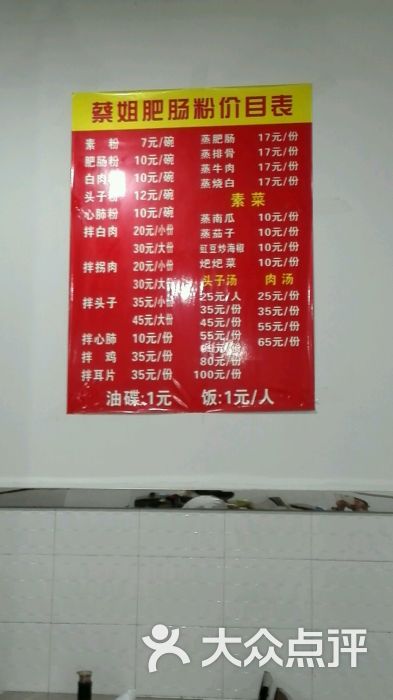 蔡姐肥肠粉价目表
素 粉 7元/碗
肥肠粉 10元/碗
白肉粉 10元/碗
头子粉 12元/碗
心肺粉 10元/碗
拌白肉 20元/小份
30元/大份
拌拐肉 20元/小份
30元/大份
拌头子 35元/小份
45元/大份
拌心肺 10元/份
拌 鸡 35元/份
拌耳片 35元/份
蒸肥肠 17元/份
蒸排骨 17元/份
蒸牛肉 17元/份
蒸烧白 17元/份
素菜
蒸南瓜 10元/份
蒸茄子 10元/份
豇豆炒海椒 10元/份
粑粑菜 10元/份
头子汤
25元/人
35元/份
45元/份
55元/份
元/份
80元/份
100元/份
肉汤
25元/份
35元/份
55元/份
65元/份
油碟:1元 饭:1元/人
大众点评